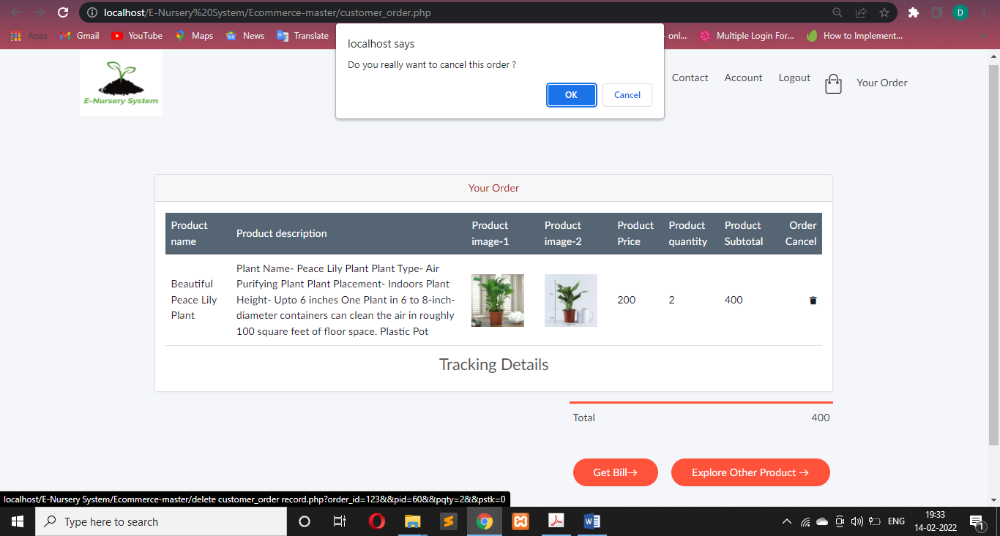 localhost/E-Nursery%20System/Ecommerce-master/customer_order.php
D
Apps Gmail YouTube Maps News Translate onl... Multiple Login For... How to Implement...
localhost says
Do you really want to cancel this order ?
OK Cancel
E-Nursery System
Contact Account Logout Your Order
Your Order
Product name
Product description
Product image-1
Product image-2
Product Price
Product quantity
Product Subtotal
Order Cancel
Beautiful
Peace Lily
Plant
Plant Name- Peace Lily Plant Plant Type- Air
Purifying Plant Plant Placement- Indoors Plant
Height- Upto 6 inches One Plant in 6 to 8-inch-
diameter containers can clean the air in roughly
100 square feet of floor space. Plastic Pot
200 2 400
Tracking Details
Total 400
Get Bill→ Explore Other Product →
localhost/E-Nursery System/Ecommerce-master/delete customer_order record.php?order_id=123&&pid=60&&pqty=2&&pstk=0
Type here to search
ENG
19:33
14-02-2022
1